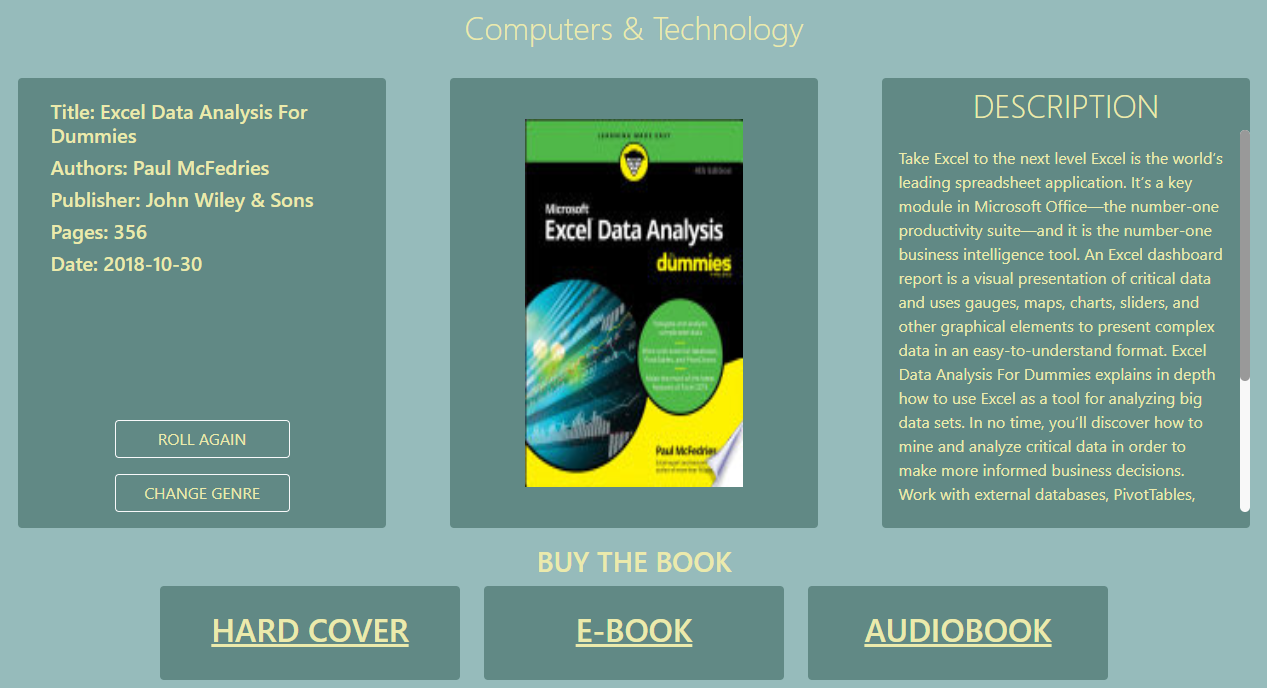 Computers & Technology
Title: Excel Data Analysis For
Dummies
Authors: Paul McFedries
Publisher: John Wiley & Sons
Pages: 356
Date: 2018-10-30
ROLL AGAIN
CHANGE GENRE
LEARNING MADE EASY
4th Edition
Microsoft
Excel Data Analysis
dummies
Paul McFedries
DESCRIPTION
Take Excel to the next level Excel is the world’s
leading spreadsheet application. It’s a key
module in Microsoft Office—the number-one
productivity suite—and it is the number-one
business intelligence tool. An Excel dashboard
report is a visual presentation of critical data
and uses gauges, maps, charts, sliders, and
other graphical elements to present complex
data in an easy-to-understand format. Excel
Data Analysis For Dummies explains in depth
how to use Excel as a tool for analyzing big
data sets. In no time, you’ll discover how to
mine and analyze critical data in order to
make more informed business decisions.
Work with external databases, PivotTables,
BUY THE BOOK
HARD COVER
E-BOOK
AUDIOBOOK